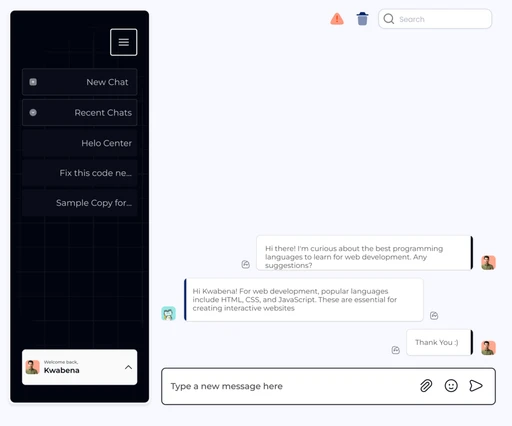 Search
New Chat
Recent Chats
Helo Center
Fix this code ne...
Sample Copy for...
Hi there! I'm curious about the best programming
languages to learn for web development. Any
suggestions?
Hi Kwabena! For web development, popular languages
include HTML, CSS, and JavaScript. These are essential for
creating interactive websites
Thank You :)
Welcome back,
Kwabena
Type a new message here